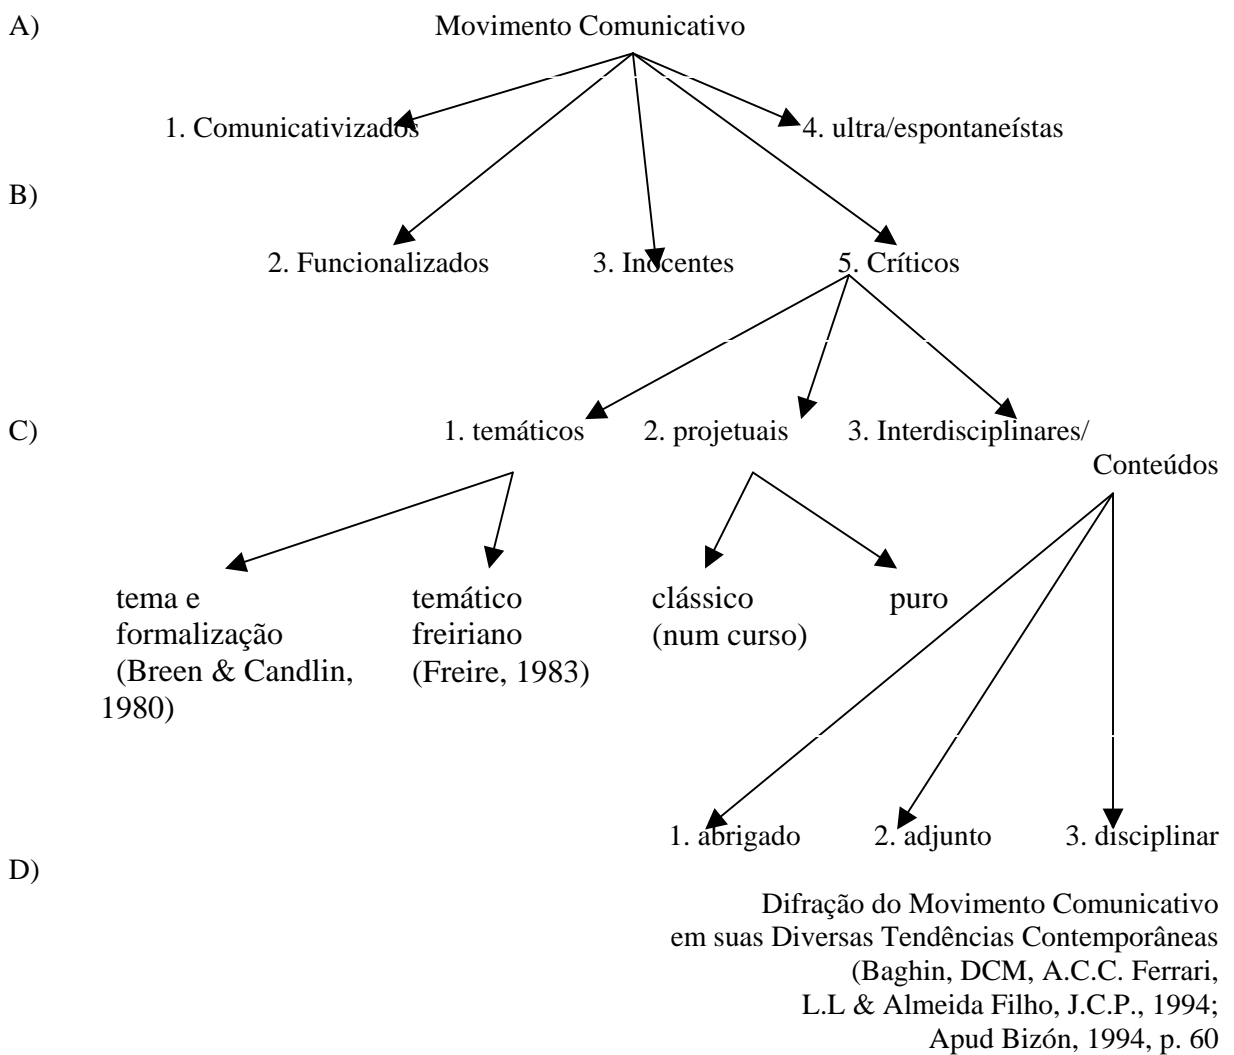 A) Movimento Comunicativo
1. Comunicativizados 4. ultra/espontaneístas
B)
2. Funcionalizados 3. Inocentes 5. Críticos
C) 1. temáticos 2. projetuais 3. Interdisciplinares/
Conteúdos
tema e temático clássico puro
formalização freiriano (num curso)
(Breen & Candlin, (Freire, 1983)
1980)
1. abrigado 2. adjunto 3. disciplinar
D)
Difração do Movimento Comunicativo
em suas Diversas Tendências Contemporâneas
(Baghin, DCM, A.C.C. Ferrari,
L.L & Almeida Filho, J.C.P., 1994;
Apud Bizón, 1994, p. 60